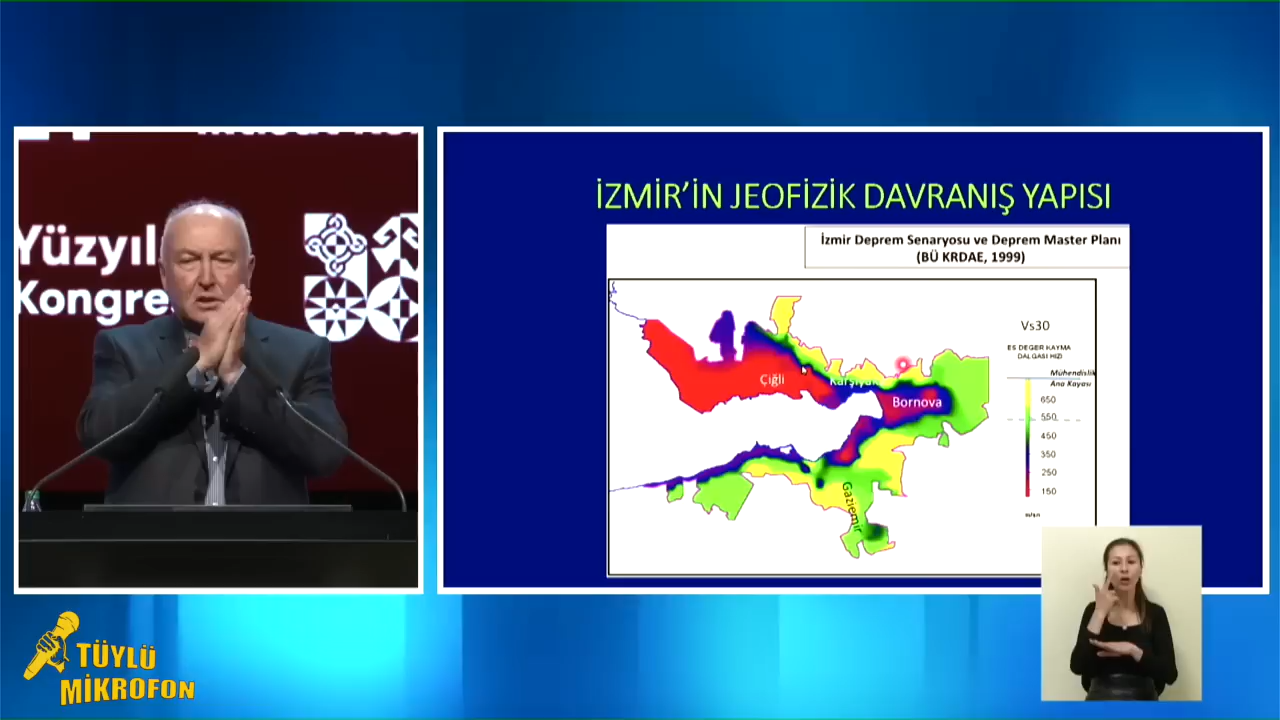 Yüzyıl
Kongre
İZMİR'İN JEOFİZİK DAVRANIŞ YAPISI
İzmir Deprem Senaryosu ve Deprem Master Planı
(BÜ KRDAE, 1999)
Vs30
EŞ DEĞER KAYMA
DALGASI HIZI
Mühendislik
Ana Kayası
650
550
450
350
250
150
Çiğli
Karşıyaka
Bornova
Gaziemir
TÜYLÜ
MİKROFON